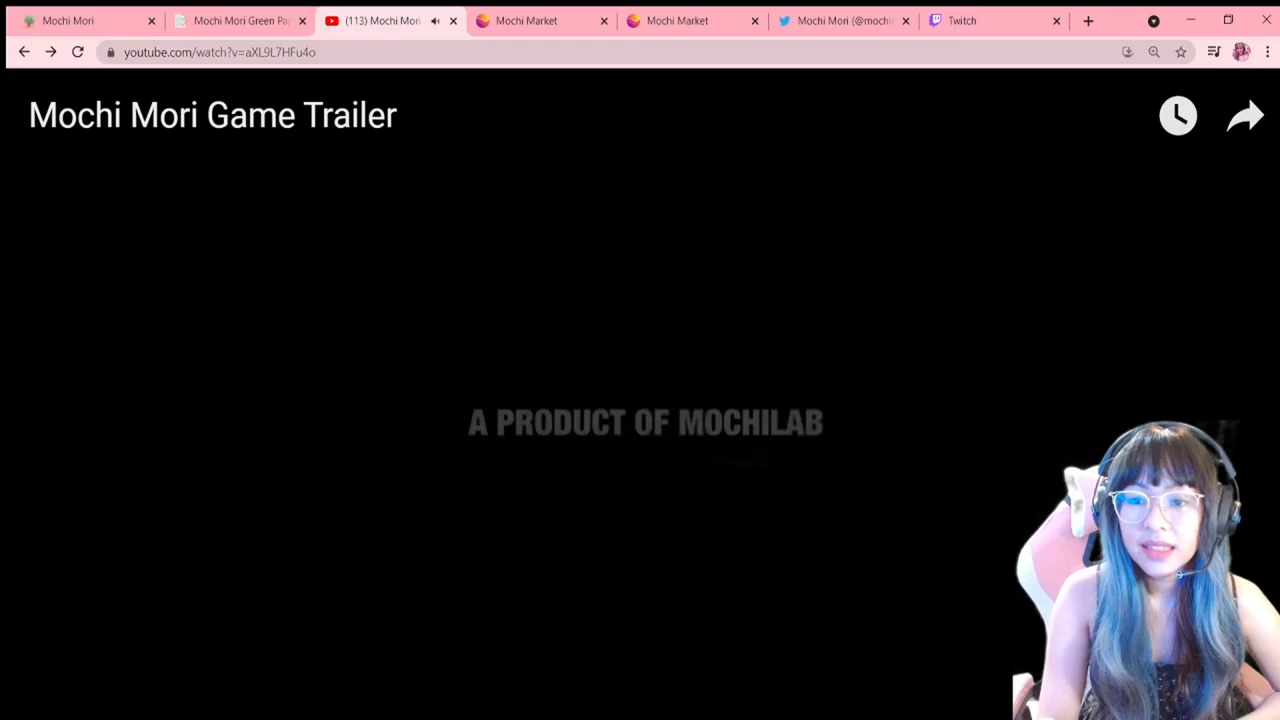 Mochi Mori
Mochi Mori Green Pa
(113) Mochi Mori
Mochi Market
Mochi Market
Mochi Mori (@mochi
Twitch
youtube.com/watch?v=aXL9L7HFu4o
Mochi Mori Game Trailer
A PRODUCT OF MOCHILAB